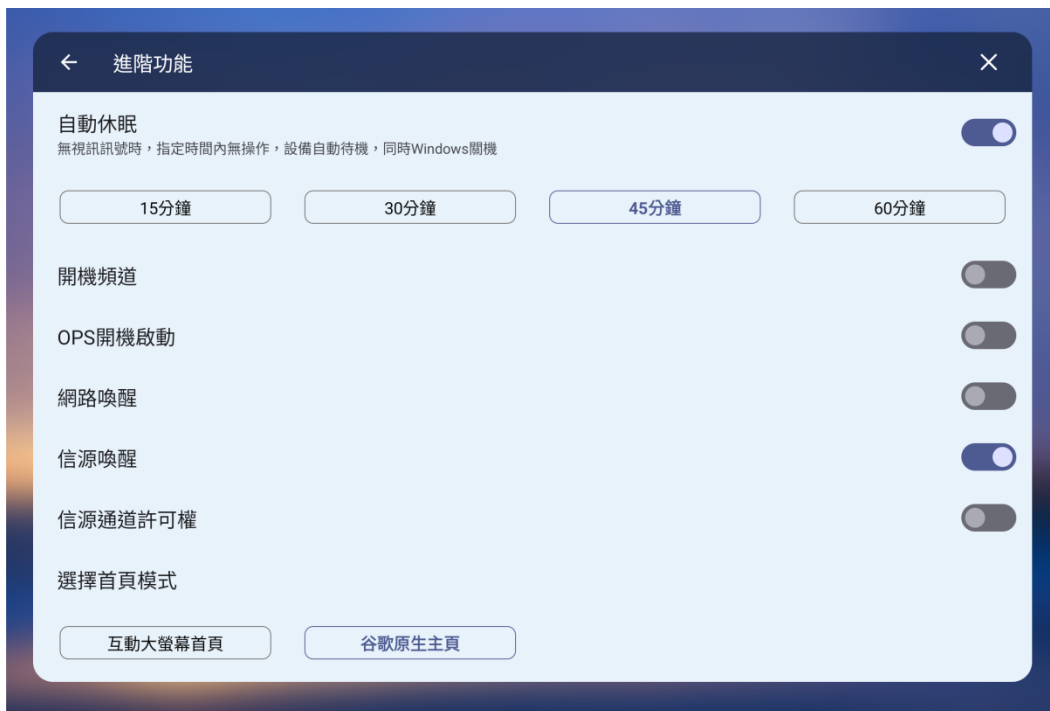 進階功能
自動休眠
無視訊訊號時，指定時間內無操作，設備自動待機，同時Windows關機
15分鐘 30分鐘 45分鐘 60分鐘
開機頻道
OPS開機啟動
網路喚醒
信源喚醒
信源通道許可權
選擇首頁模式
互動大螢幕首頁 谷歌原生主頁